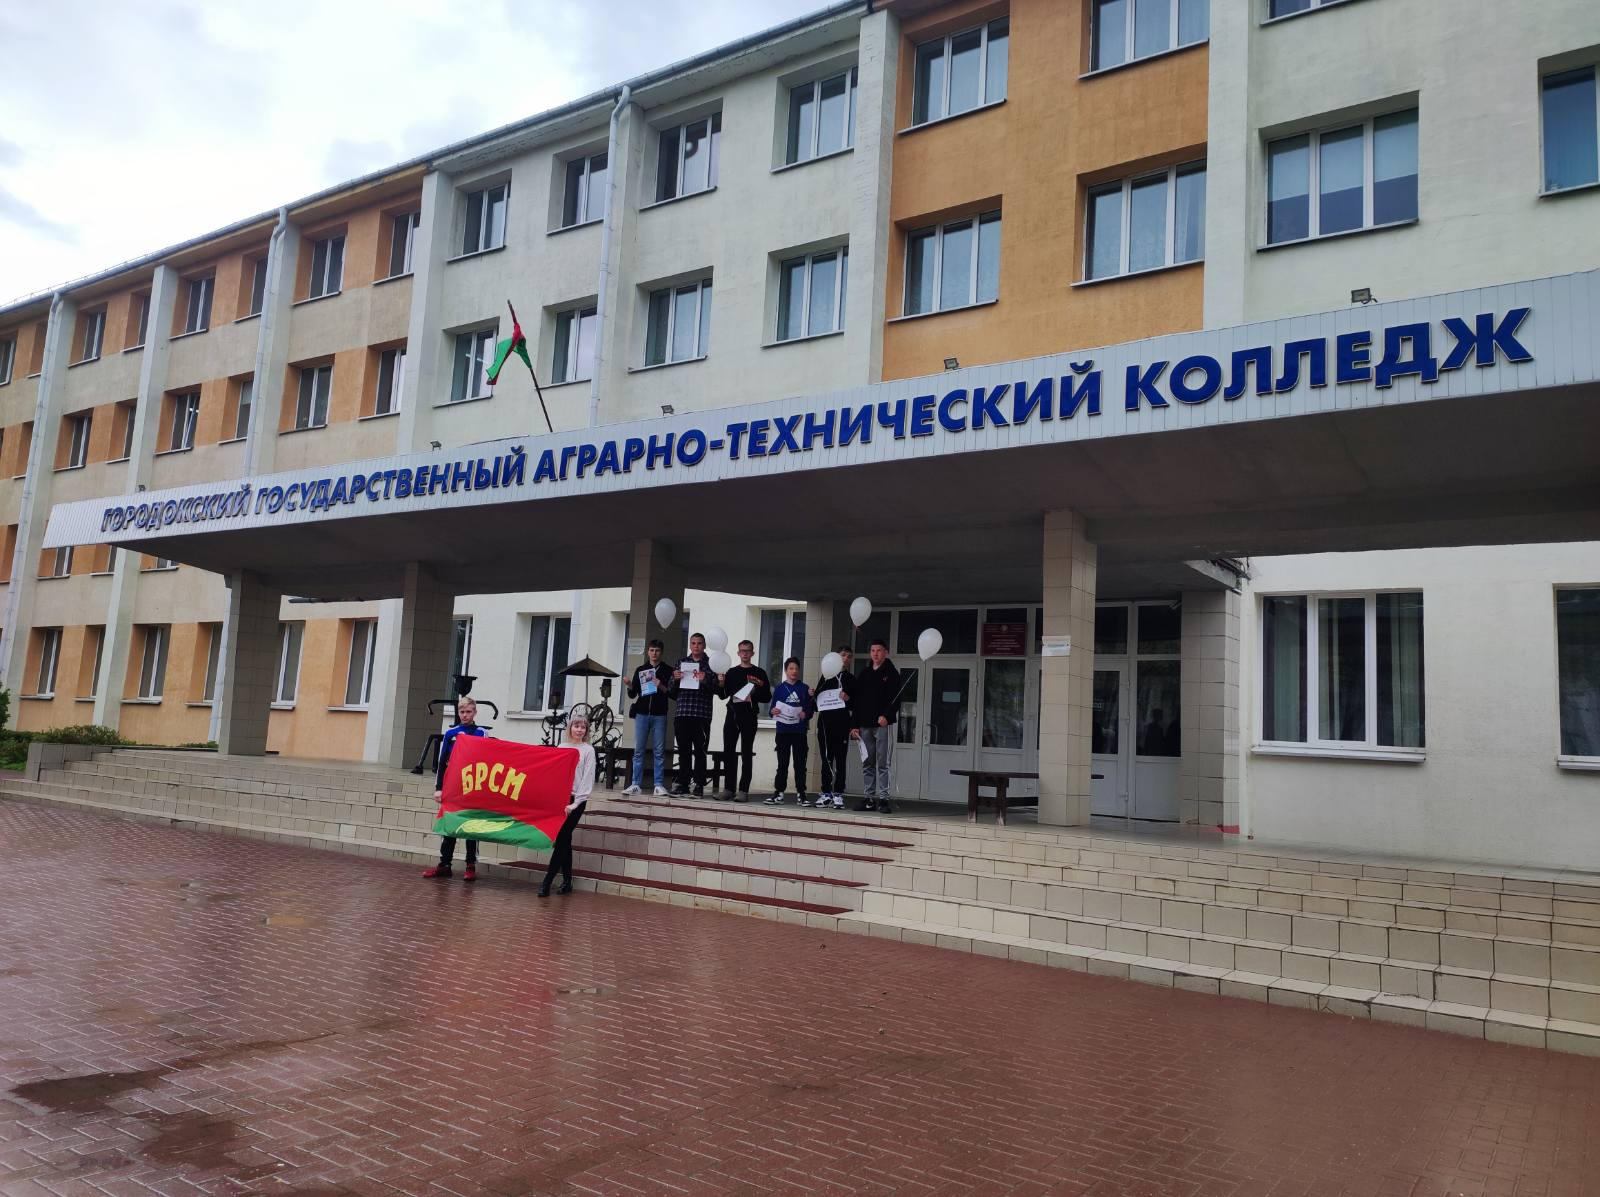 ГОРОДОКСКИЙ ГОСУДАРСТВЕННЫЙ АГРАРНО-ТЕХНИЧЕСКИЙ КОЛЛЕДЖ
БРСМ